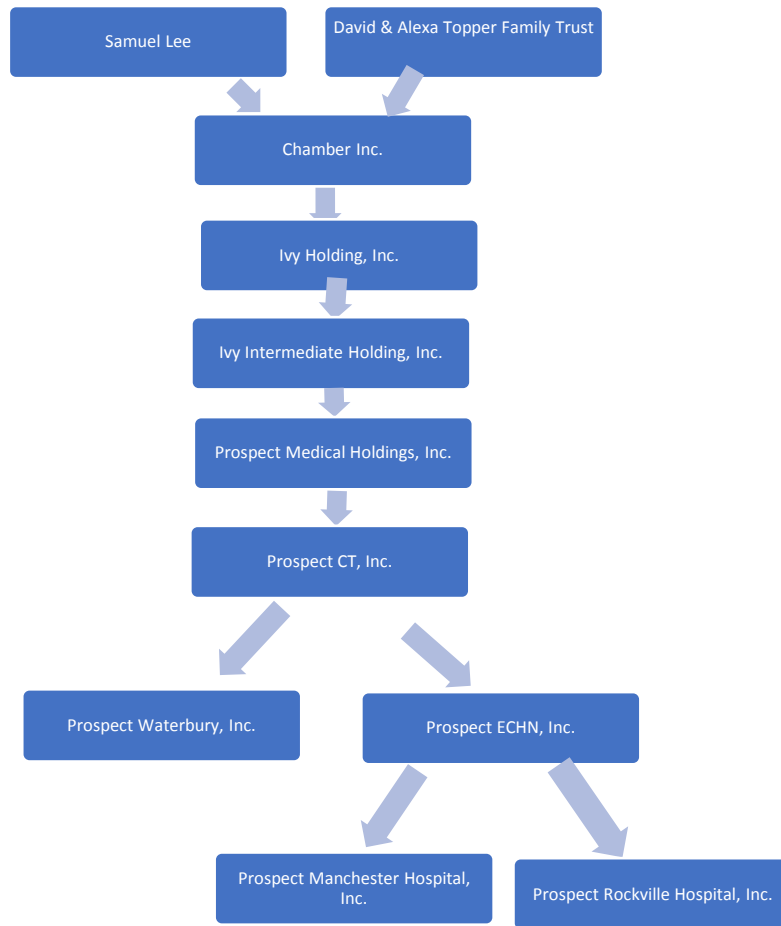 Samuel Lee
David & Alexa Topper Family Trust
Chamber Inc.
Ivy Holding, Inc.
Ivy Intermediate Holding, Inc.
Prospect Medical Holdings, Inc.
Prospect CT, Inc.
Prospect Waterbury, Inc.
Prospect ECHN, Inc.
Prospect Manchester Hospital,
Inc.
Prospect Rockville Hospital, Inc.